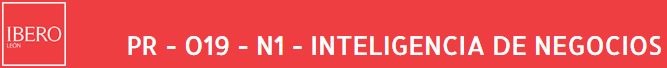 IBERO
LEÓN
PR - O19 - N1 - INTELIGENCIA DE NEGOCIOS